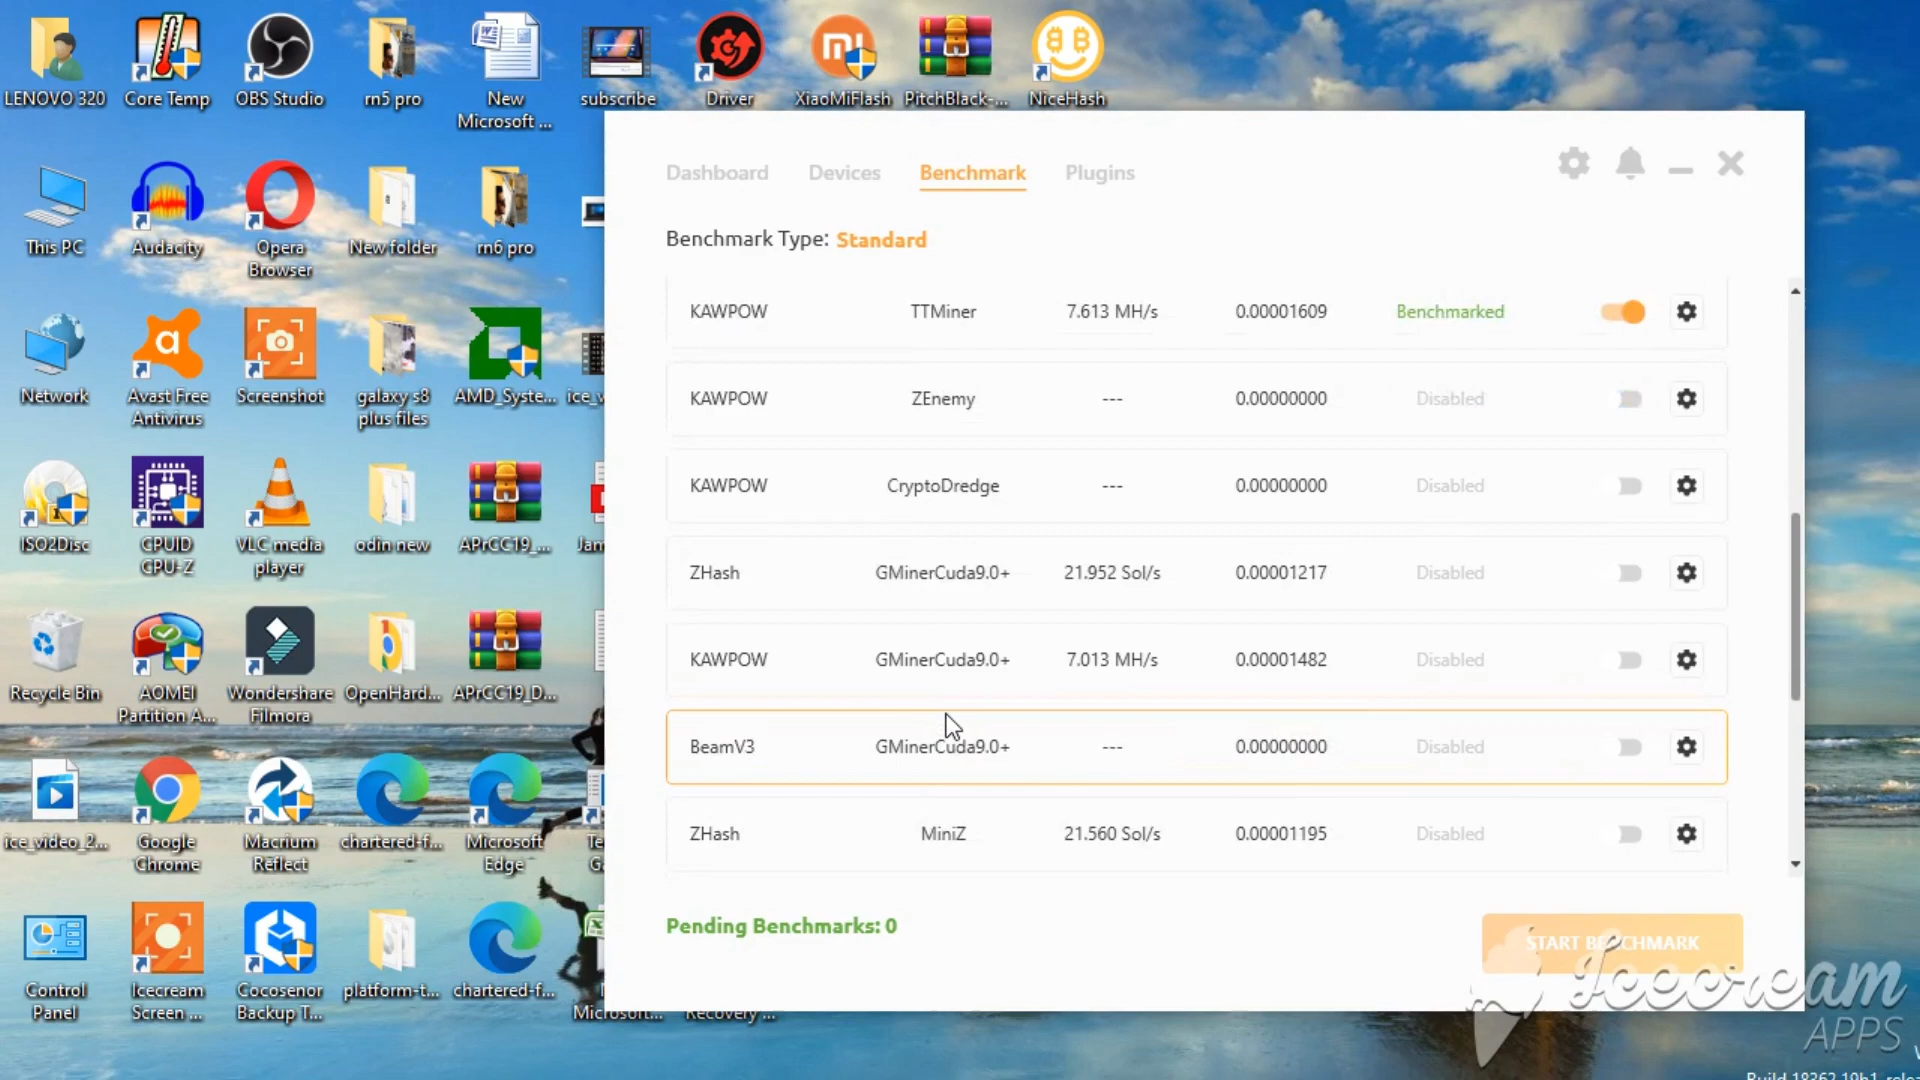 LENOVO 320
Core Temp
OBS Studio
rn5 pro
New
Microsoft ...
subscribe
Driver
XiaoMiFlash
PitchBlack-...
NiceHash
This PC
Audacity
Opera
Browser
New folder
rn6 pro
Network
Avast Free
Antivirus
Screenshot
galaxy s8
plus files
AMD_Syste...
ISO2Disc
CPUID
CPU-Z
VLC media
player
odin new
APrCC19_...
Recycle Bin
AOMEI
Partition A...
Wondershare
Filmora
OpenHard...
APrCC19_D...
ice_video_2...
Google
Chrome
Macrium
Reflect
chartered-f...
Microsoft
Edge
Control
Panel
Icecream
Screen ...
Cocosenor
Backup T...
platform-t...
chartered-f...
Microsoft...
Recovery ...
Dashboard Devices Benchmark Plugins
Benchmark Type: Standard
KAWPOW TTMiner 7.613 MH/s 0.00001609 Benchmarked
KAWPOW ZEnemy --- 0.00000000 Disabled
KAWPOW CryptoDredge --- 0.00000000 Disabled
ZHash GMinerCuda9.0+ 21.952 Sol/s 0.00001217 Disabled
KAWPOW GMinerCuda9.0+ 7.013 MH/s 0.00001482 Disabled
BeamV3 GMinerCuda9.0+ --- 0.00000000 Disabled
ZHash MiniZ 21.560 Sol/s 0.00001195 Disabled
Pending Benchmarks: 0
START BENCHMARK
Icecream
APPS